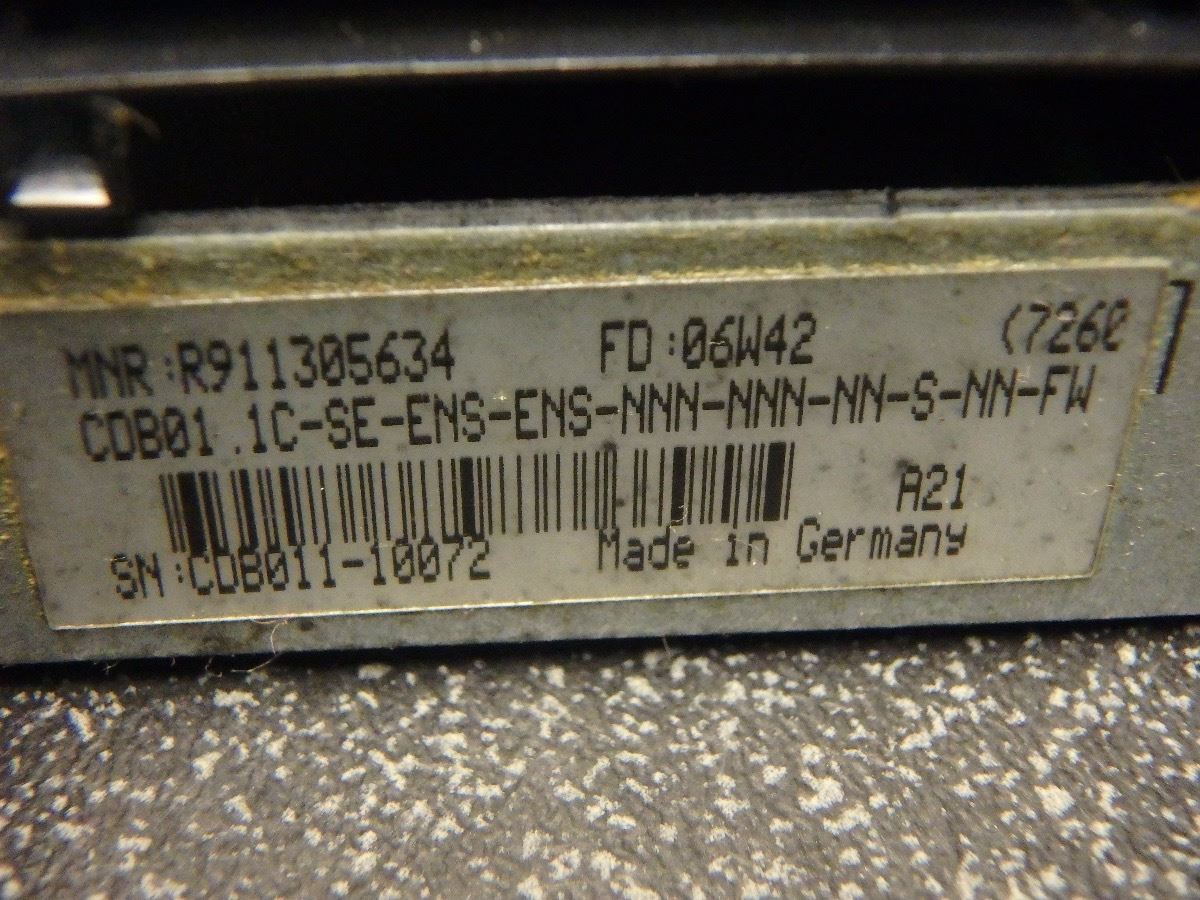 MNR:R911305634 FD:06W42 (7260
CDB01.1C-SE-ENS-ENS-NNN-NNN-NN-S-NN-FW
A21
SN:CDB011-10072 Made in Germany